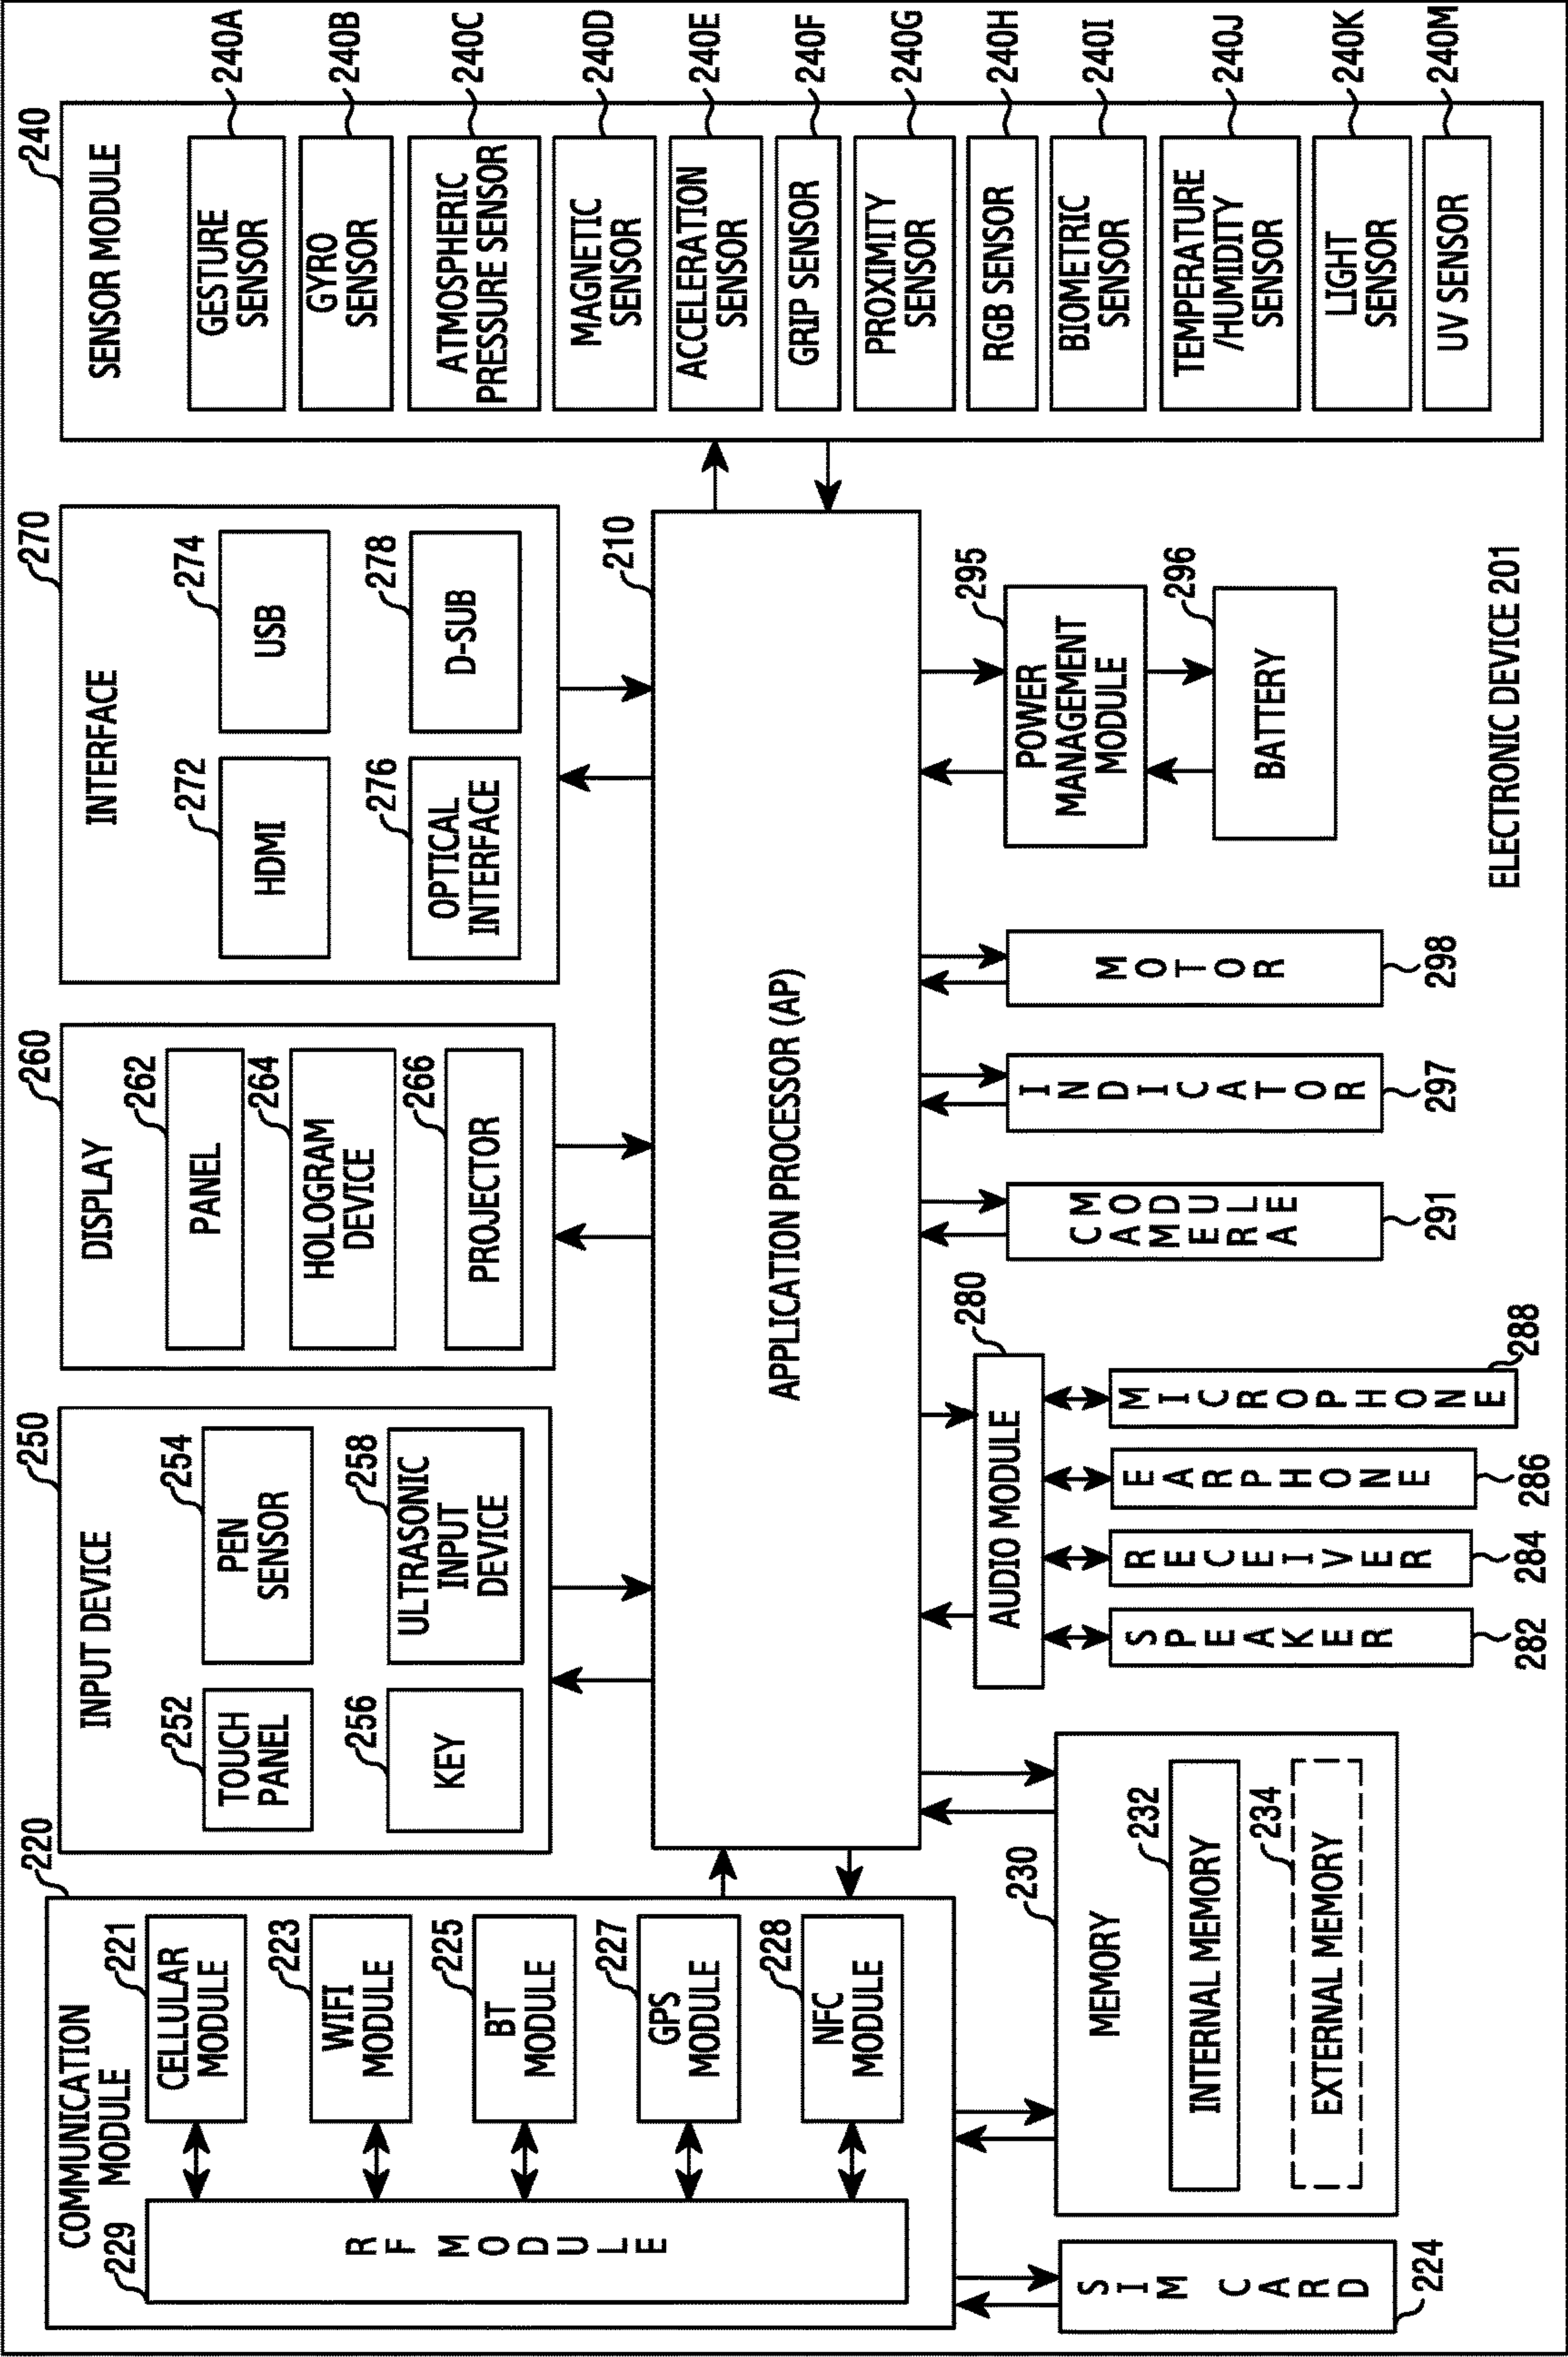 COMMUNICATION
MODULE
220
229
RF MODULE
221
CELLULAR
MODULE
223
WIFI
MODULE
225
BT
MODULE
227
GPS
MODULE
228
NFC
MODULE
SIM CARD
224
INPUT DEVICE
250
252
TOUCH
PANEL
254
PEN
SENSOR
256
KEY
258
ULTRASONIC
INPUT
DEVICE
DISPLAY
260
262
PANEL
264
HOLOGRAM
DEVICE
266
PROJECTOR
INTERFACE
270
272
HDMI
274
USB
276
OPTICAL
INTERFACE
278
D-SUB
240
SENSOR MODULE
GESTURE
SENSOR
240A
GYRO
SENSOR
240B
ATMOSPHERIC
PRESSURE SENSOR
240C
MAGNETIC
SENSOR
240D
ACCELERATION
SENSOR
240E
GRIP SENSOR
240F
PROXIMITY
SENSOR
240G
RGB SENSOR
240H
BIOMETRIC
SENSOR
240I
TEMPERATURE
/HUMIDITY
SENSOR
240J
LIGHT
SENSOR
240K
UV SENSOR
240M
210
APPLICATION PROCESSOR (AP)
230
MEMORY
232
INTERNAL MEMORY
234
EXTERNAL MEMORY
280
AUDIO MODULE
SPEAKER
282
RECEIVER
284
EARPHONE
286
MICROPHONE
288
CAMERA
MODULE
291
INDICATOR
297
MOTOR
298
295
POWER
MANAGEMENT
MODULE
296
BATTERY
ELECTRONIC DEVICE 201